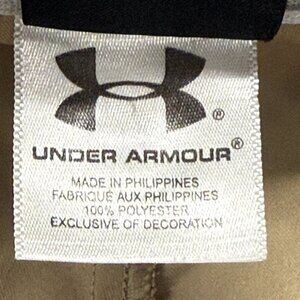 ®
UNDER ARMOUR®
MADE IN PHILIPPINES
FABRIQUÉ AUX PHILIPPINES
100% POLYESTER
EXCLUSIVE OF DECORATION